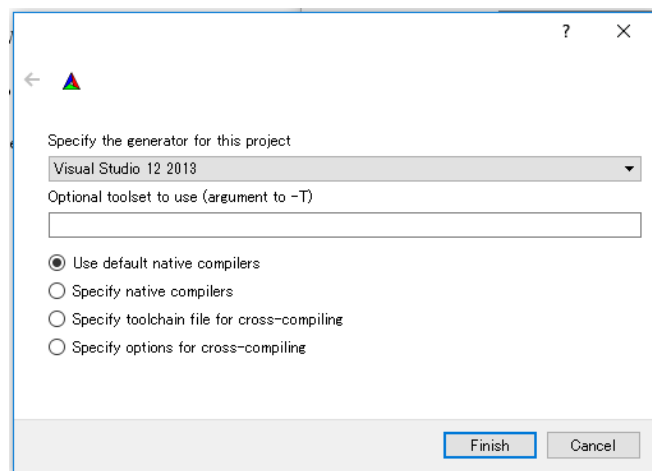 ?
Specify the generator for this project
Visual Studio 12 2013
Optional toolset to use (argument to -T)
Use default native compilers
Specify native compilers
Specify toolchain file for cross-compiling
Specify options for cross-compiling
Finish Cancel